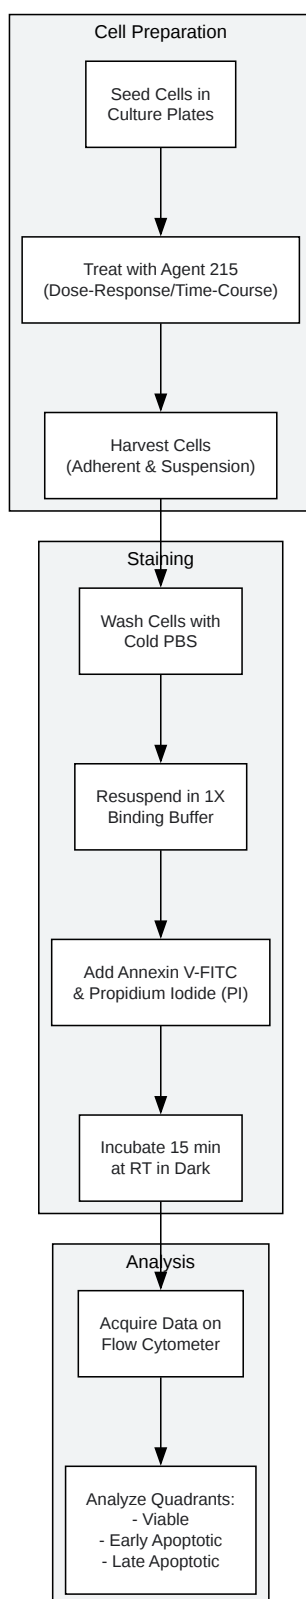 Cell Preparation
Seed Cells in
Culture Plates
Treat with Agent 215
(Dose-Response/Time-Course)
Harvest Cells
(Adherent & Suspension)
Staining
Wash Cells with
Cold PBS
Resuspend in 1X
Binding Buffer
Add Annexin V-FITC
& Propidium Iodide (PI)
Incubate 15 min
at RT in Dark
Analysis
Acquire Data on
Flow Cytometer
Analyze Quadrants:
- Viable
- Early Apoptotic
- Late Apoptotic